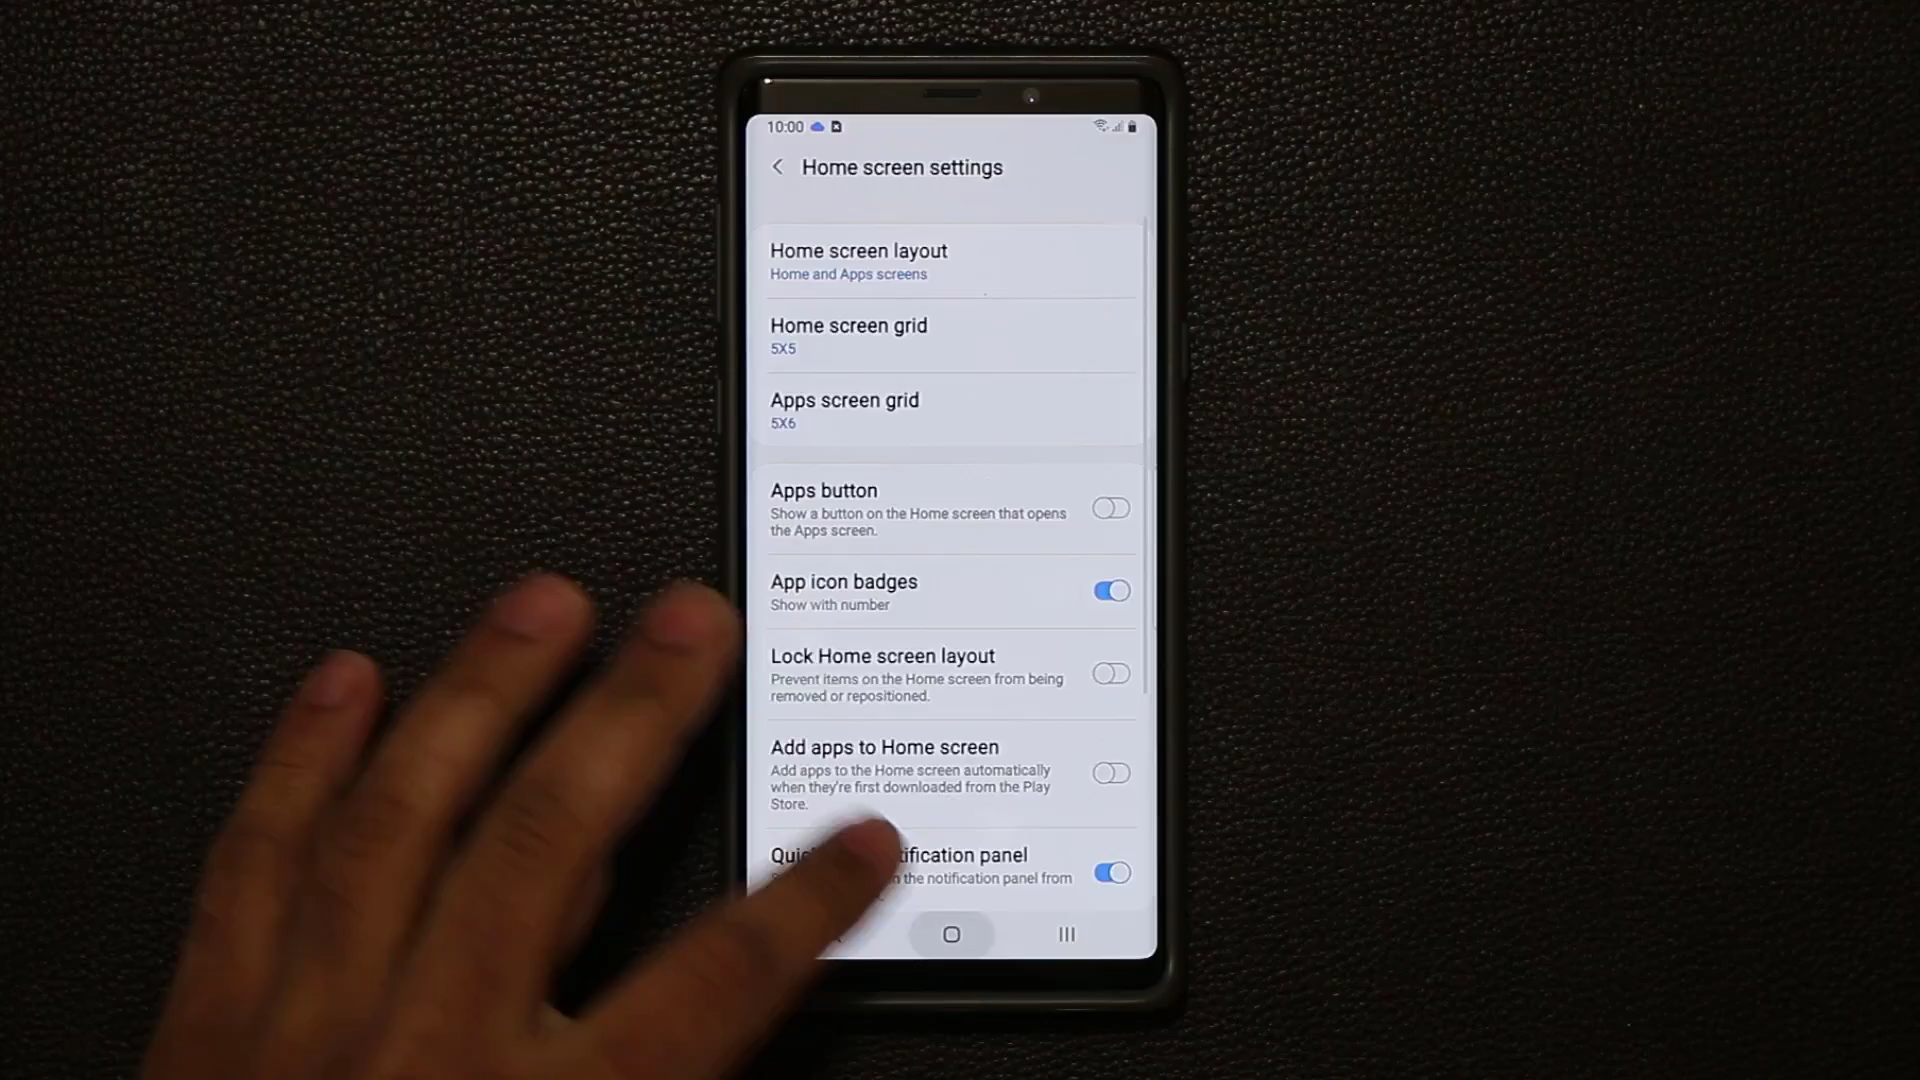 10:00
Home screen settings
Home screen layout
Home and Apps screens
Home screen grid
5X5
Apps screen grid
5X6
Apps button
Show a button on the Home screen that opens
the Apps screen.
App icon badges
Show with number
Lock Home screen layout
Prevent items on the Home screen from being
removed or repositioned.
Add apps to Home screen
Add apps to the Home screen automatically
when they're first downloaded from the Play
Store.
panel
the notification panel from